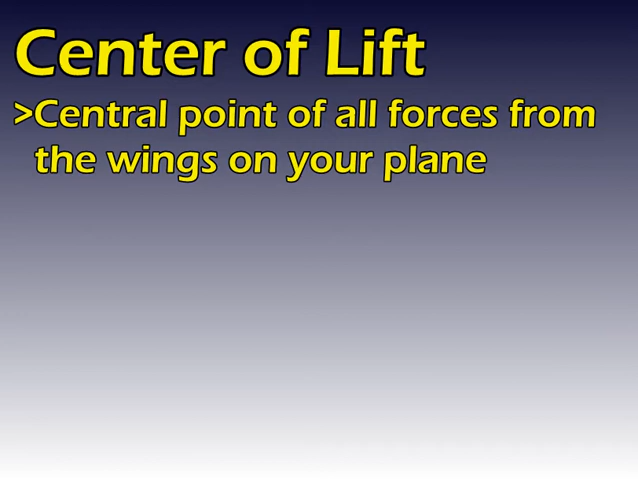 Center of Lift
>Central point of all forces from
the wings on your plane